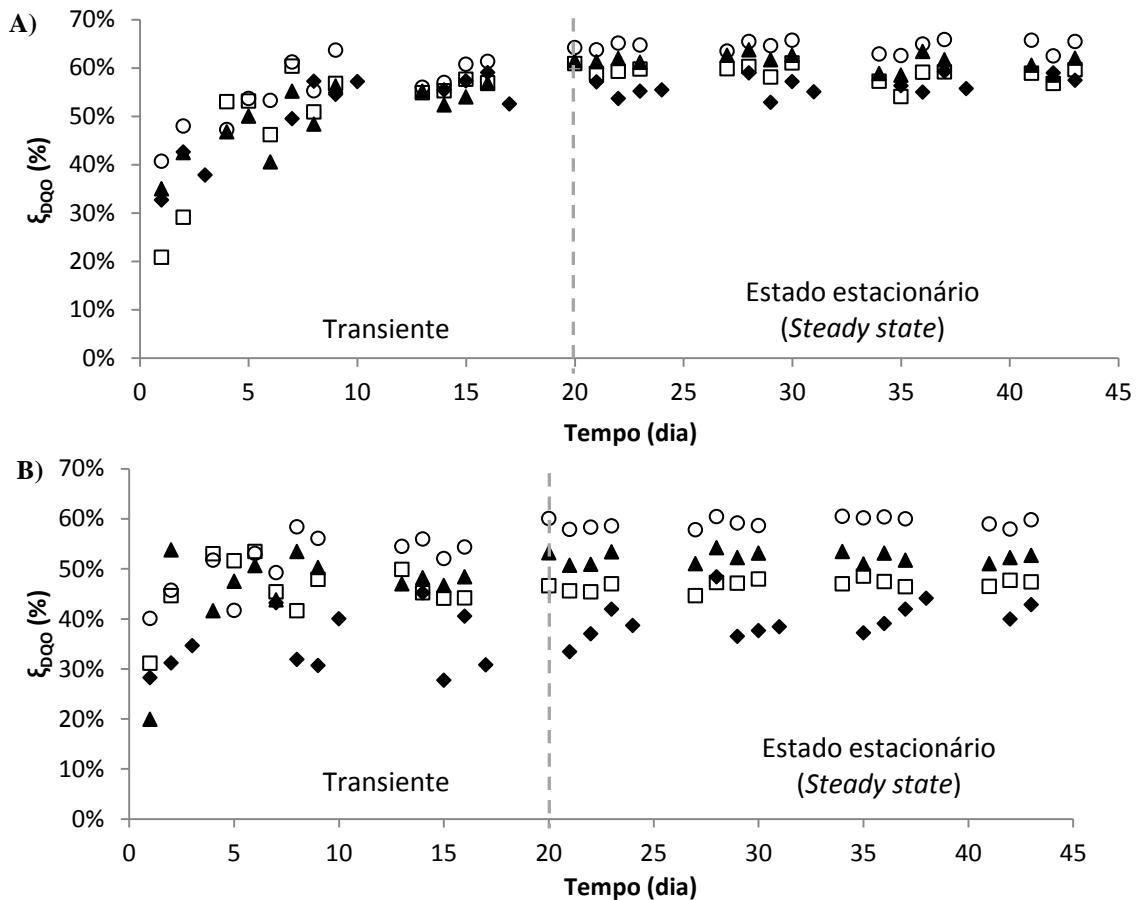 A)
70%
60%
50%
40%
30%
20%
10%
0%
ξDQO (%)
Transiente
Estado estacionário
(Steady state)
0 5 10 15 20 25 30 35 40 45
Tempo (dia)
B)
70%
60%
50%
40%
30%
20%
10%
0%
ξDQO (%)
Transiente
Estado estacionário
(Steady state)
0 5 10 15 20 25 30 35 40 45
Tempo (dia)